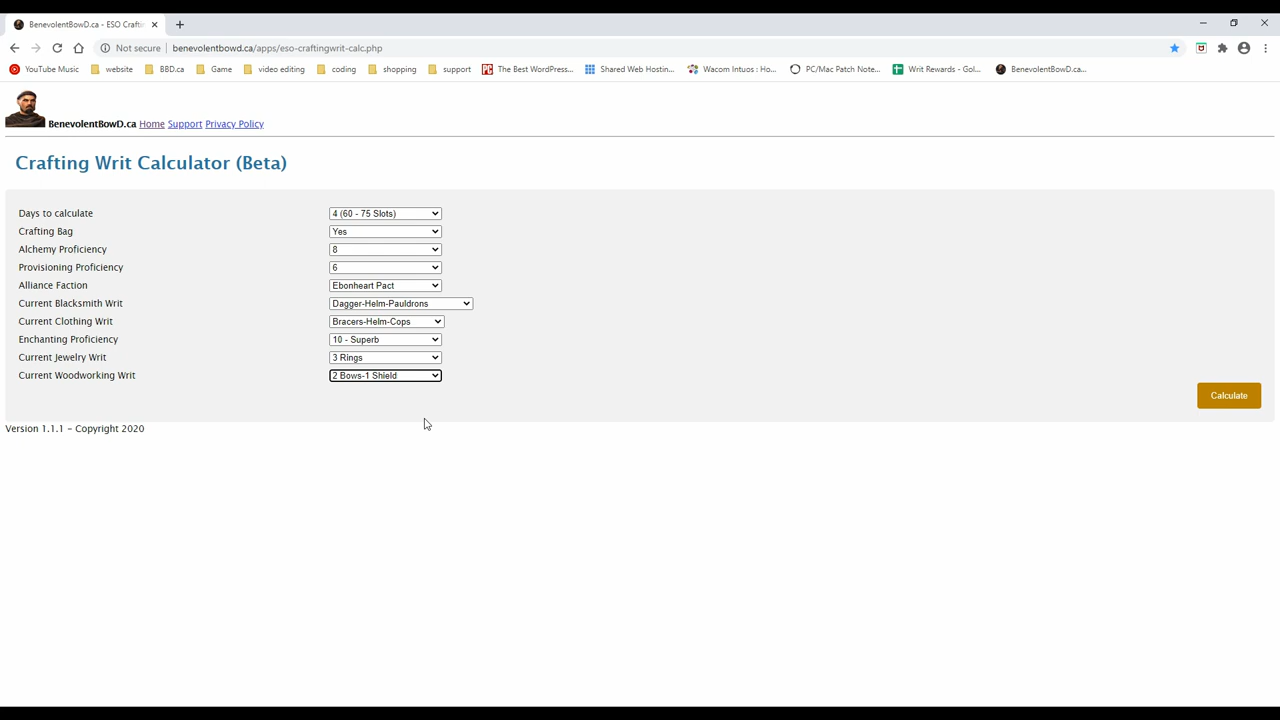 BenevolentBowD.ca - ESO Craftin
Not secure benevolentbowd.ca/apps/eso-craftingwrit-calc.php
YouTube Music website BBD.ca Game video editing coding shopping support The Best WordPress... Shared Web Hostin... Wacom Intuos : Ho... PC/Mac Patch Note... Writ Rewards - Gol... BenevolentBowD.ca...
BenevolentBowD.ca Home Support Privacy Policy
Crafting Writ Calculator (Beta)
Days to calculate 4 (60 - 75 Slots)
Crafting Bag Yes
Alchemy Proficiency 8
Provisioning Proficiency 6
Alliance Faction Ebonheart Pact
Current Blacksmith Writ Dagger-Helm-Pauldrons
Current Clothing Writ Bracers-Helm-Cops
Enchanting Proficiency 10 - Superb
Current Jewelry Writ 3 Rings
Current Woodworking Writ 2 Bows-1 Shield
Calculate
Version 1.1.1 - Copyright 2020